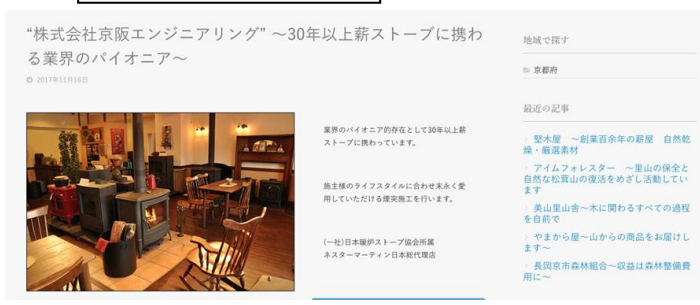 “株式会社京阪エンジニアリング” ～30年以上薪ストーブに携わ
る業界のパイオニア～
2017年11月16日
業界のパイオニア的存在として30年以上薪
ストーブに携わっています。
施主様のライフスタイルに合わせ末永く愛
用していただける煙突施工を行います。
(一社)日本暖炉ストーブ協会所属
ネスターマーティン日本総代理店
地域で探す
京都府
最近の記事
堅木屋　～創業百余年の薪屋　自然乾
燥・厳選素材
アイムフォレスター　～里山の保全と
自然な松茸山の復活をめざし活動してい
ます
美山里山舎～木に関わるすべての過程
を自前で
やまから屋～山からの商品をお届けし
ます～
長岡京市森林組合～収益は森林整備費
用に～